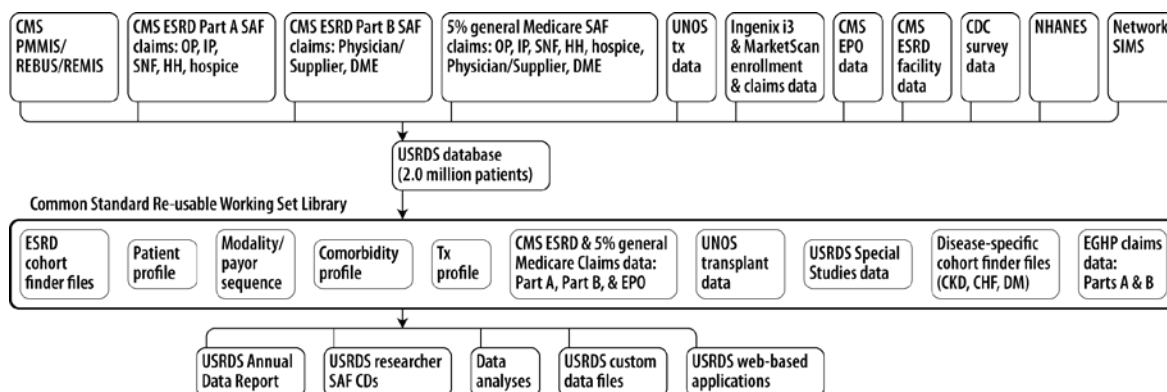 CMS
PMMIS/
REBUS/REMIS
CMS ESRD Part A SAF
claims: OP, IP,
SNF, HH, hospice
CMS ESRD Part B SAF
claims: Physician/
Supplier, DME
5% general Medicare SAF
claims: OP, IP, SNF, HH, hospice,
Physician/Supplier, DME
UNOS
tx
data
Ingenix i3
& MarketScan
enrollment
& claims data
CMS
EPO
data
CMS
ESRD
facility
data
CDC
survey
data
NHANES
Network
SIMS
USRDS database
(2.0 million patients)
Common Standard Re-usable Working Set Library
ESRD
cohort
finder files
Patient
profile
Modality/
payor
sequence
Comorbidity
profile
Tx
profile
CMS ESRD & 5% general
Medicare Claims data:
Part A, Part B, & EPO
UNOS
transplant
data
USRDS Special
Studies data
Disease-specific
cohort finder files
(CKD, CHF, DM)
EGHP claims
data:
Parts A & B
USRDS Annual
Data Report
USRDS researcher
SAF CDs
Data
analyses
USRDS custom
data files
USRDS web-based
applications